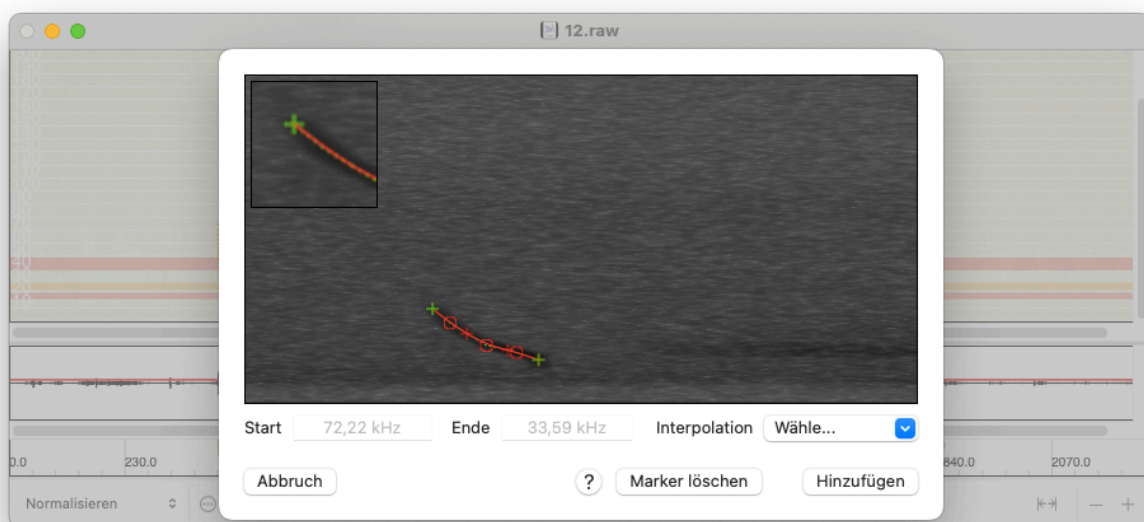 12.raw
40
Start 72,22 kHz Ende 33,59 kHz Interpolation Wähle...
0.0 230.0 840.0 2070.0
Abbruch ? Marker löschen Hinzufügen
Normalisieren